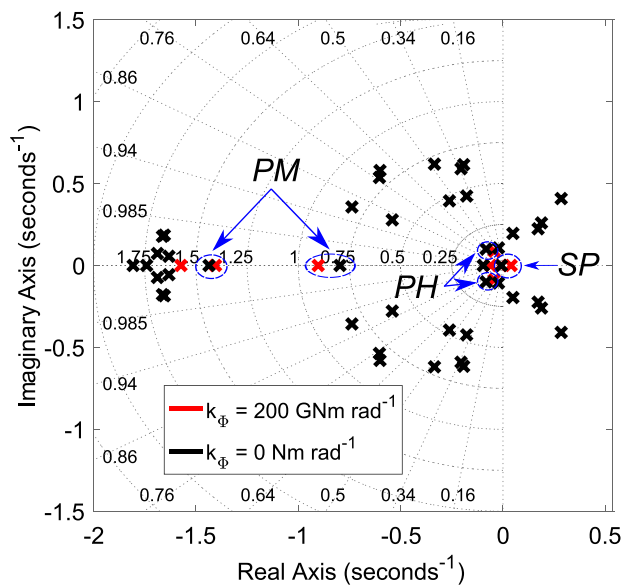 1.5
0.76 0.64 0.5 0.34 0.16
0.86
1
0.94
PM
0.5
0.985
1.75 1.5 1.25 1 0.75 0.5 0.25
0
SP
PH
0.985
-0.5
0.94
k_Φ = 200 GNm rad^-1
k_Φ = 0 Nm rad^-1
-1
0.86
0.76 0.64 0.5 0.34 0.16
-1.5
-2 -1.5 -1 -0.5 0 0.5
Real Axis (seconds^-1)
Imaginary Axis (seconds^-1)